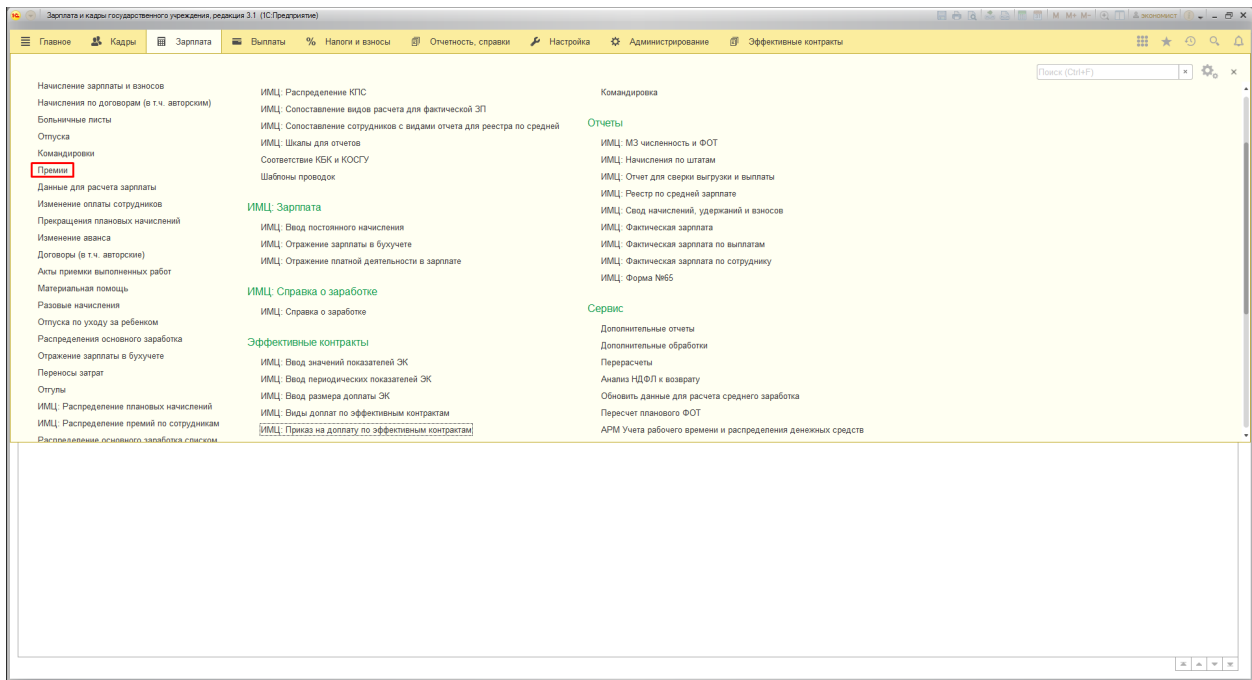 Зарплата и кадры государственного учреждения, редакция 3.1 (1С:Предприятие)
M M+ M-
экономист
Главное Кадры Зарплата Выплаты Налоги и взносы Отчетность, справки Настройка Администрирование Эффективные контракты
Поиск (Ctrl+F)
Начисление зарплаты и взносов
Начисления по договорам (в т.ч. авторским)
Больничные листы
Отпуска
Командировки
Премии
Данные для расчета зарплаты
Изменение оплаты сотрудников
Прекращения плановых начислений
Изменение аванса
Договоры (в т.ч. авторские)
Акты приемки выполненных работ
Материальная помощь
Разовые начисления
Отпуска по уходу за ребенком
Распределения основного заработка
Отражение зарплаты в бухучете
Переносы затрат
Отгулы
ИМЦ: Распределение плановых начислений
ИМЦ: Распределение премий по сотрудникам
Распределение основного заработка списком
ИМЦ: Распределение КПС
ИМЦ: Сопоставление видов расчета для фактической ЗП
ИМЦ: Сопоставление сотрудников с видами отчета для реестра по средней
ИМЦ: Шкалы для отчетов
Соответствие КБК и КОСГУ
Шаблоны проводок
ИМЦ: Зарплата
ИМЦ: Ввод постоянного начисления
ИМЦ: Отражение зарплаты в бухучете
ИМЦ: Отражение платной деятельности в зарплате
ИМЦ: Справка о заработке
ИМЦ: Справка о заработке
Эффективные контракты
ИМЦ: Ввод значений показателей ЭК
ИМЦ: Ввод периодических показателей ЭК
ИМЦ: Ввод размера доплаты ЭК
ИМЦ: Виды доплат по эффективным контрактам
ИМЦ: Приказ на доплату по эффективным контрактам
Командировка
Отчеты
ИМЦ: МЗ численность и ФОТ
ИМЦ: Начисления по штатам
ИМЦ: Отчет для сверки выгрузки и выплаты
ИМЦ: Реестр по средней зарплате
ИМЦ: Свод начислений, удержаний и взносов
ИМЦ: Фактическая зарплата
ИМЦ: Фактическая зарплата по выплатам
ИМЦ: Фактическая зарплата по сотруднику
ИМЦ: Форма №65
Сервис
Дополнительные отчеты
Дополнительные обработки
Перерасчеты
Анализ НДФЛ к возврату
Обновить данные для расчета среднего заработка
Пересчет планового ФОТ
АРМ Учета рабочего времени и распределения денежных средств